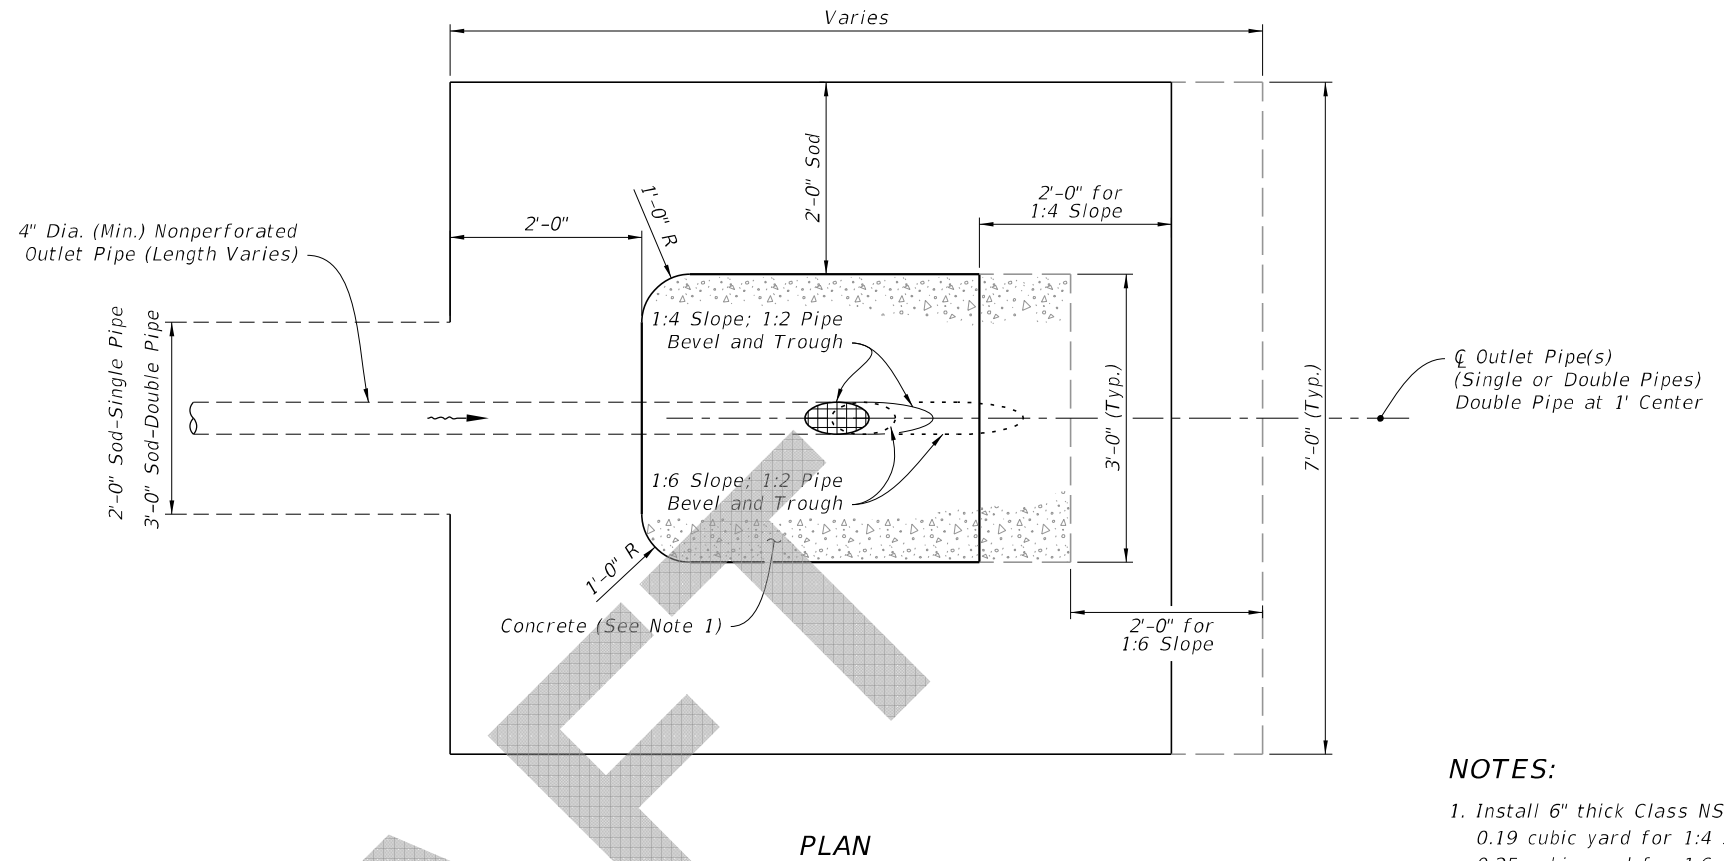 Varies
2'-0" Sod
1'-0" R
2'-0"
2'-0" for
1:4 Slope
4" Dia. (Min.) Nonperforated
Outlet Pipe (Length Varies)
2'-0" Sod-Single Pipe
3'-0" Sod-Double Pipe
1:4 Slope; 1:2 Pipe
Bevel and Trough
3'-0" (Typ.)
7'-0" (Typ.)
℄ Outlet Pipe(s)
(Single or Double Pipes)
Double Pipe at 1' Center
1:6 Slope; 1:2 Pipe
Bevel and Trough
1'-0" R
Concrete (See Note 1)
2'-0" for
1:6 Slope
PLAN
NOTES:
1. Install 6" thick Class NS
0.19 cubic yard for 1:4